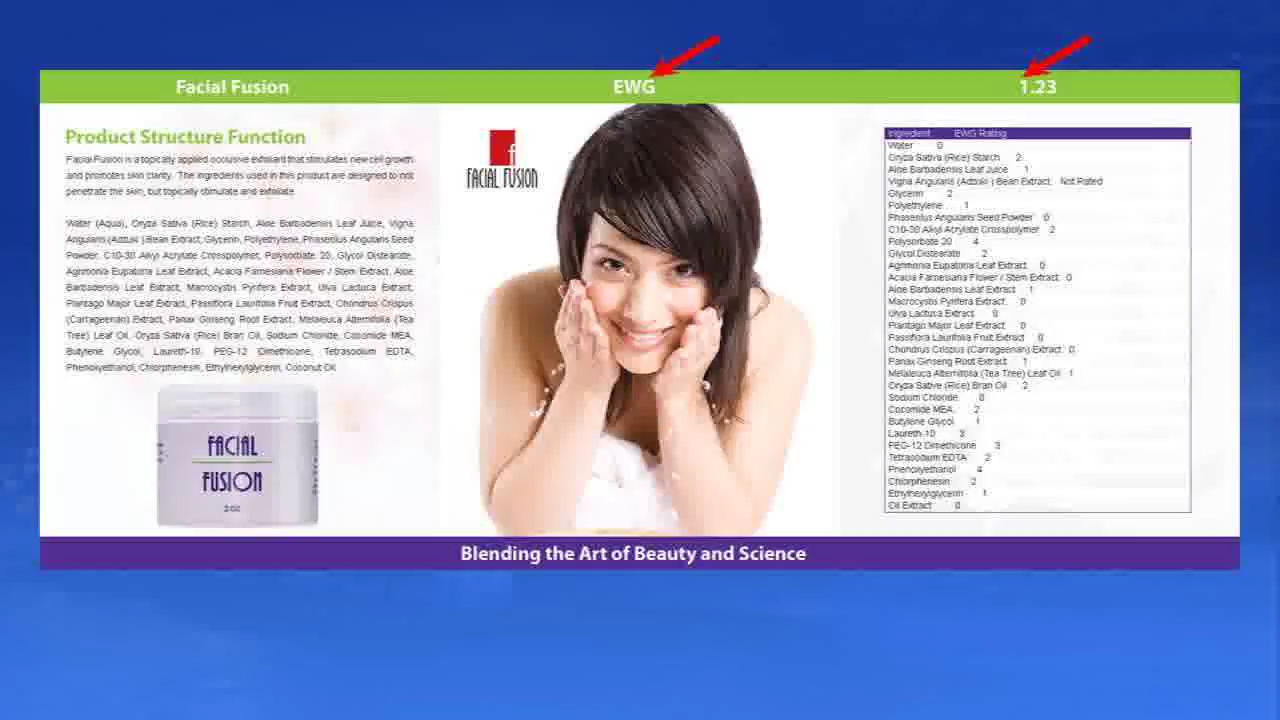 Facial Fusion EWG 1.23
Product Structure Function
Facial Fusion is a topically applied occlusive exfoliant that stimulates new cell growth
and promotes skin clarity. The ingredients used in this product are designed to not
penetrate the skin, but topically stimulate and exfoliate.
Water (Aqua), Oryza Sativa (Rice) Starch, Aloe Barbadensis Leaf Juice, Vigna
Angularis (Adzuki) Bean Extract, Glycerin, Polyethylene, Phaseolus Angularis Seed
Powder, C10-30 Alkyl Acrylate Crosspolymer, Polysorbate 20, Glycol Distearate,
Agrimonia Eupatoria Leaf Extract, Acacia Farnesiana Flower / Stem Extract, Aloe
Barbadensis Leaf Extract, Macrocystis Pyrifera Extract, Ulva Lactuca Extract,
Plantago Major Leaf Extract, Passiflora Laurifolia Fruit Extract, Chondrus Crispus
(Carrageenan) Extract, Panax Ginseng Root Extract, Melaleuca Alternifolia (Tea
Tree) Leaf Oil, Oryza Sativa (Rice) Bran Oil, Sodium Chloride, Cocomide MEA,
Butylene Glycol, Laureth-10, PEG-12 Dimethicone, Tetrasodium EDTA,
Phenoxyethanol, Chlorphenesin, Ethylhexylglycerin, Coconut Oil.
FACIAL
FUSION
2 oz
f
FACIAL FUSION
Ingredient EWG Rating
Water 0
Oryza Sativa (Rice) Starch 2
Aloe Barbadensis Leaf Juice 1
Vigna Angularis (Adzuki) Bean Extract Not Rated
Glycerin 2
Polyethylene 1
Phaseolus Angularis Seed Powder 0
C10-30 Alkyl Acrylate Crosspolymer 2
Polysorbate 20 4
Glycol Distearate 2
Agrimonia Eupatoria Leaf Extract 0
Acacia Farnesiana Flower / Stem Extract 0
Aloe Barbadensis Leaf Extract 1
Macrocystis Pyrifera Extract 0
Ulva Lactuca Extract 0
Plantago Major Leaf Extract 0
Passiflora Laurifolia Fruit Extract 0
Chondrus Crispus (Carrageenan) Extract 0
Panax Ginseng Root Extract 1
Melaleuca Alternifolia (Tea Tree) Leaf Oil 1
Oryza Sative (Rice) Bran Oil 2
Sodium Chloride 0
Cocomide MEA 2
Butylene Glycol 1
Laureth-10 3
PEG-12 Dimethicone 3
Tetrasodium EDTA 2
Phenoxyethanol 4
Chlorphenesin 2
Ethylhexylglycerin 1
Oil Extract 0
Blending the Art of Beauty and Science